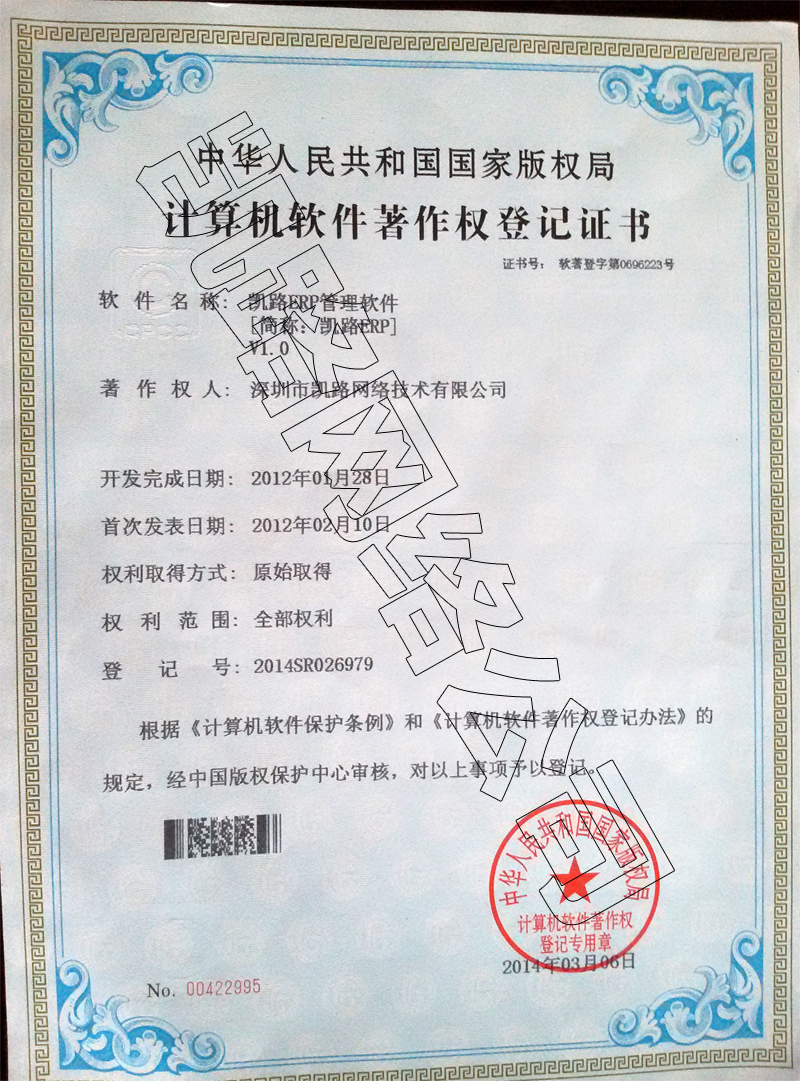 中华人民共和国国家版权局
计算机软件著作权登记证书
证书号： 软著登字第0696223号
软件名称： 凯路ERP管理软件
[简称：凯路ERP]
V1.0
著作权人： 深圳市凯路网络技术有限公司
开发完成日期： 2012年01月28日
首次发表日期： 2012年02月10日
权利取得方式： 原始取得
权利范围： 全部权利
登记号： 2014SR026979
根据《计算机软件保护条例》和《计算机软件著作权登记办法》的
规定，经中国版权保护中心审核，对以上事项予以登记。
中华人民共和国国家版权局
计算机软件著作权
登记专用章
2014年03月06日
No. 00422995
凯路网络公司